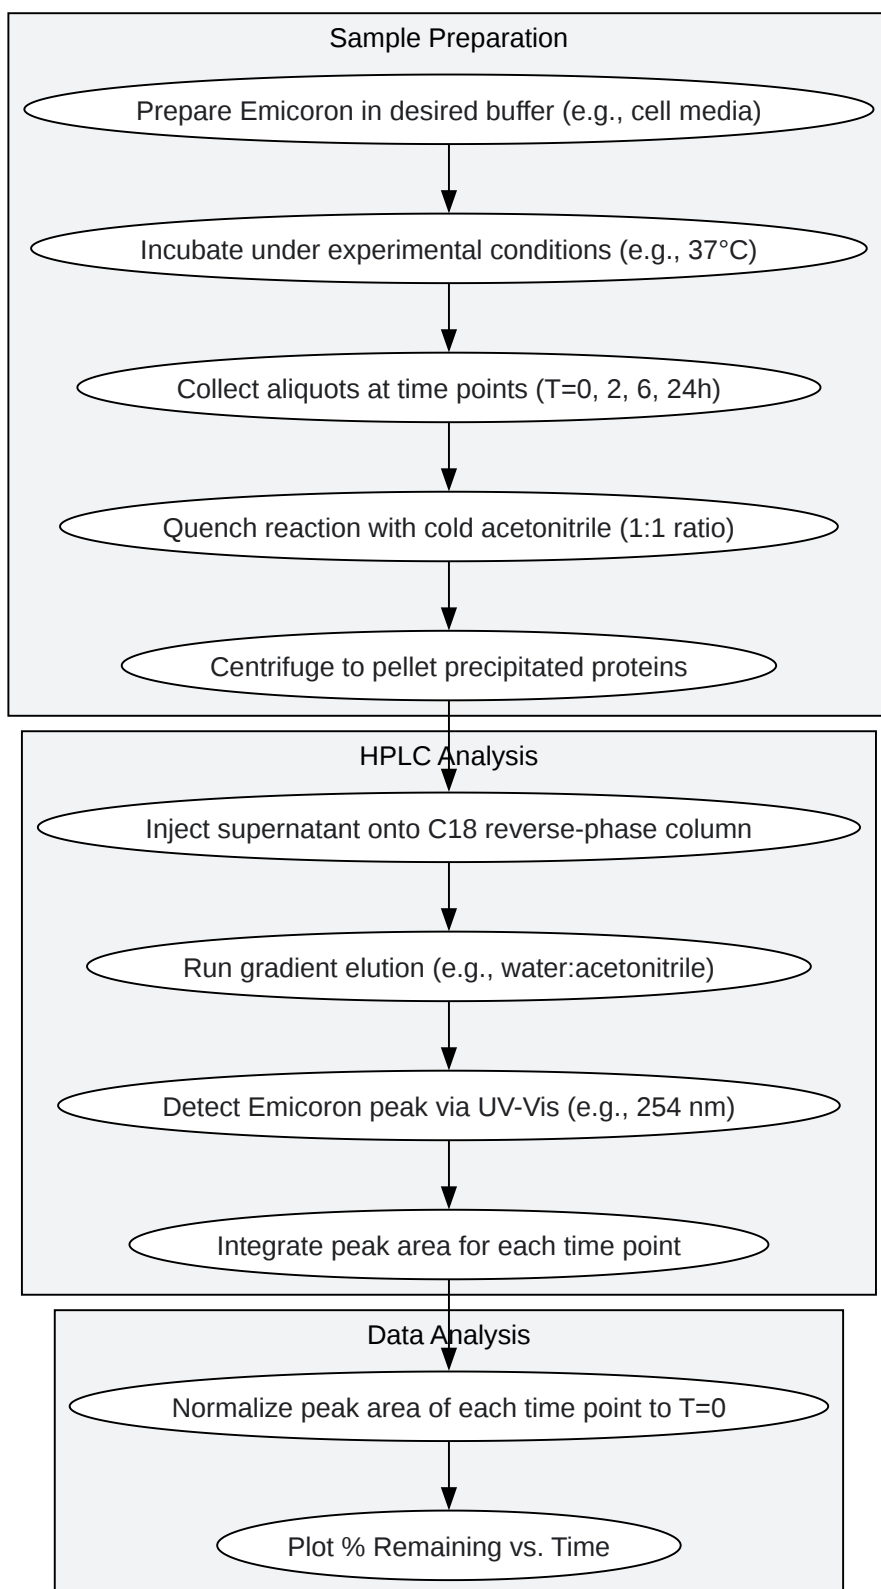 Sample Preparation
Prepare Emicoron in desired buffer (e.g., cell media)
Incubate under experimental conditions (e.g., 37°C)
Collect aliquots at time points (T=0, 2, 6, 24h)
Quench reaction with cold acetonitrile (1:1 ratio)
Centrifuge to pellet precipitated proteins
HPLC Analysis
Inject supernatant onto C18 reverse-phase column
Run gradient elution (e.g., water:acetonitrile)
Detect Emicoron peak via UV-Vis (e.g., 254 nm)
Integrate peak area for each time point
Data Analysis
Normalize peak area of each time point to T=0
Plot % Remaining vs. Time